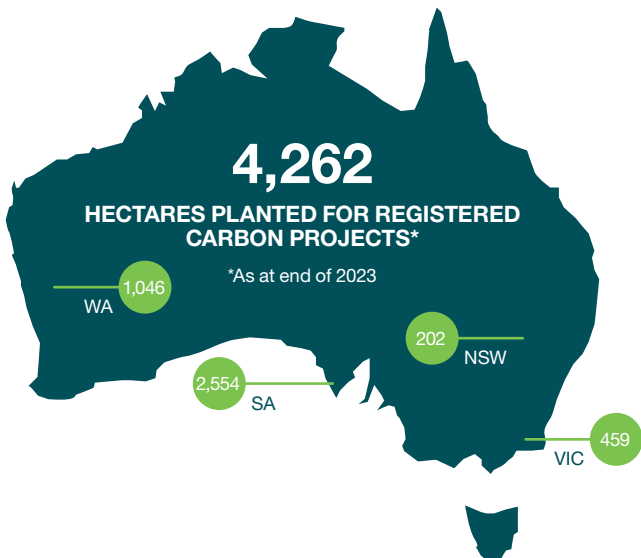 4,262
HECTARES PLANTED FOR REGISTERED
CARBON PROJECTS*
*As at end of 2023
1,046
WA
202
NSW
2,554
SA
459
VIC